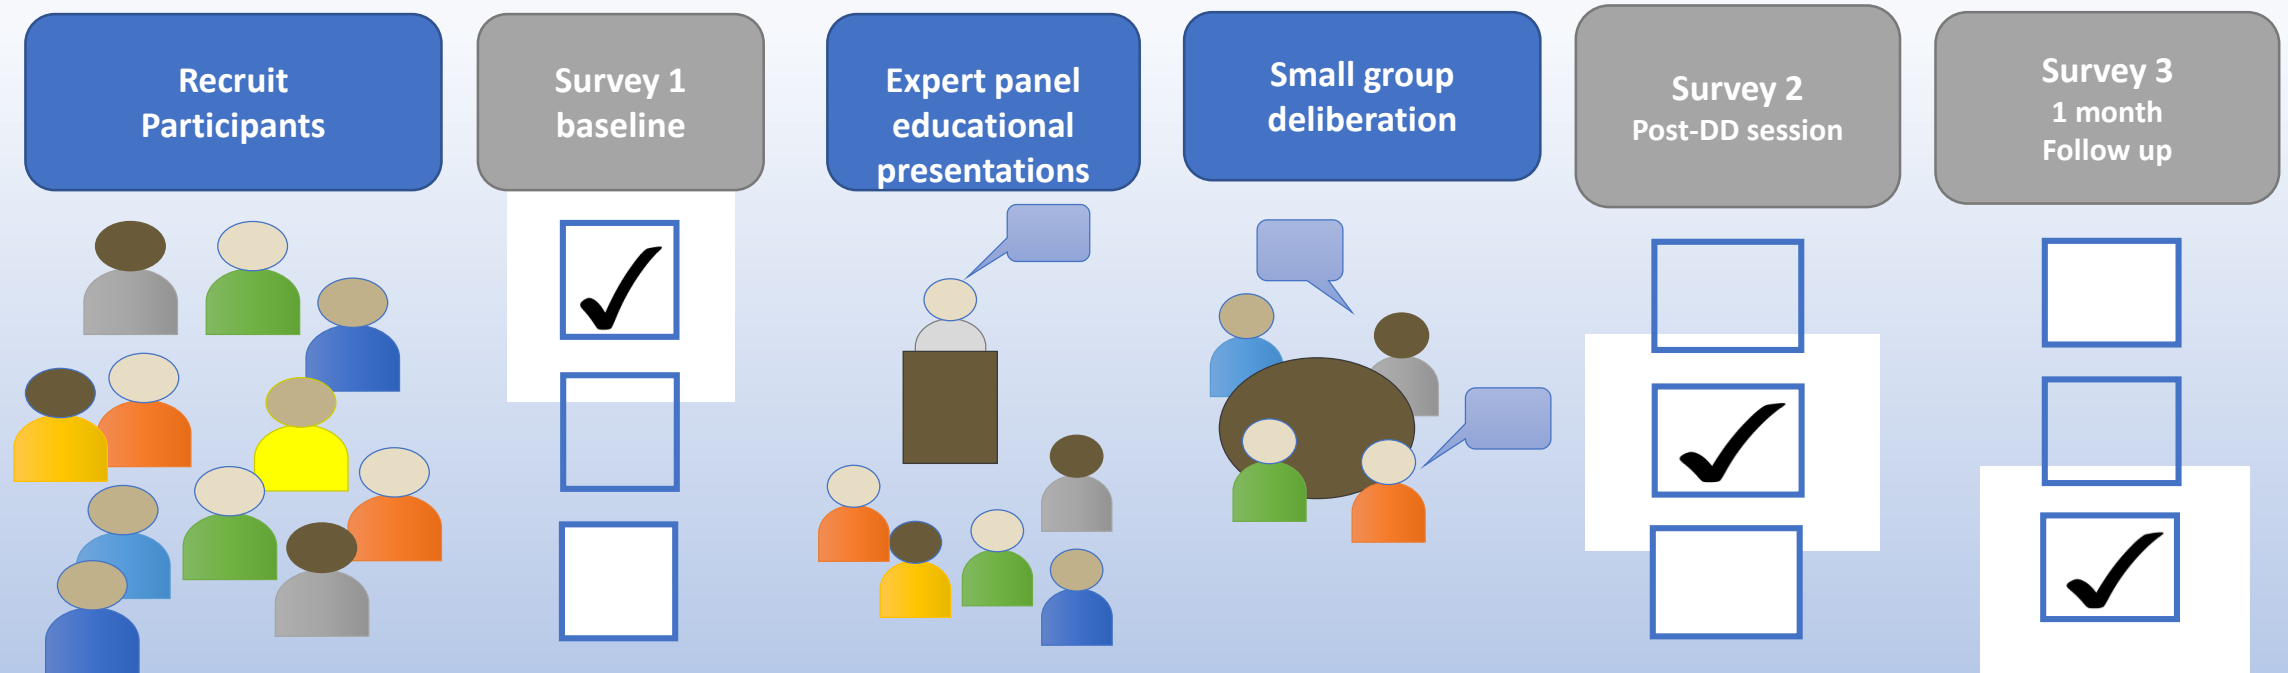 Recruit
Participants
Survey 1
baseline
Expert panel
educational
presentations
Small group
deliberation
Survey 2
Post-DD session
Survey 3
1 month
Follow up